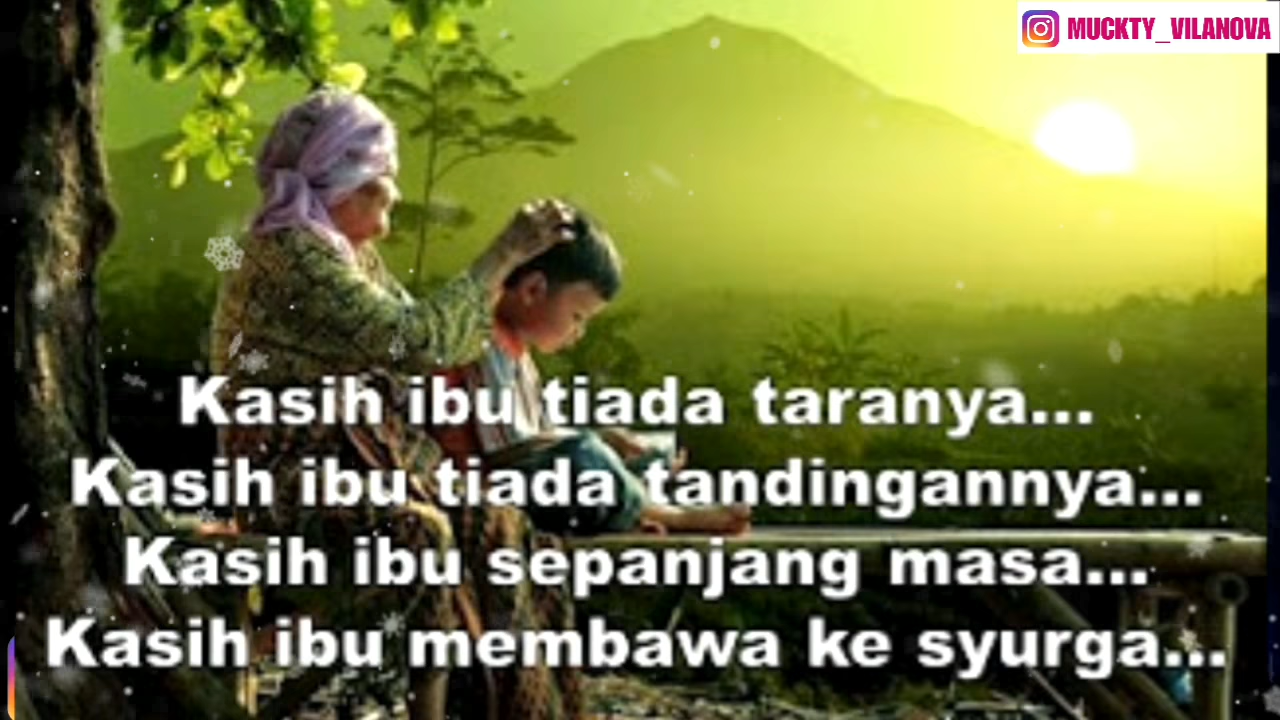 MUCKTY_VILANOVA
Kasih ibu tiada taranya...
Kasih ibu tiada tandingannya...
Kasih ibu sepanjang masa...
Kasih ibu membawa ke syurga...